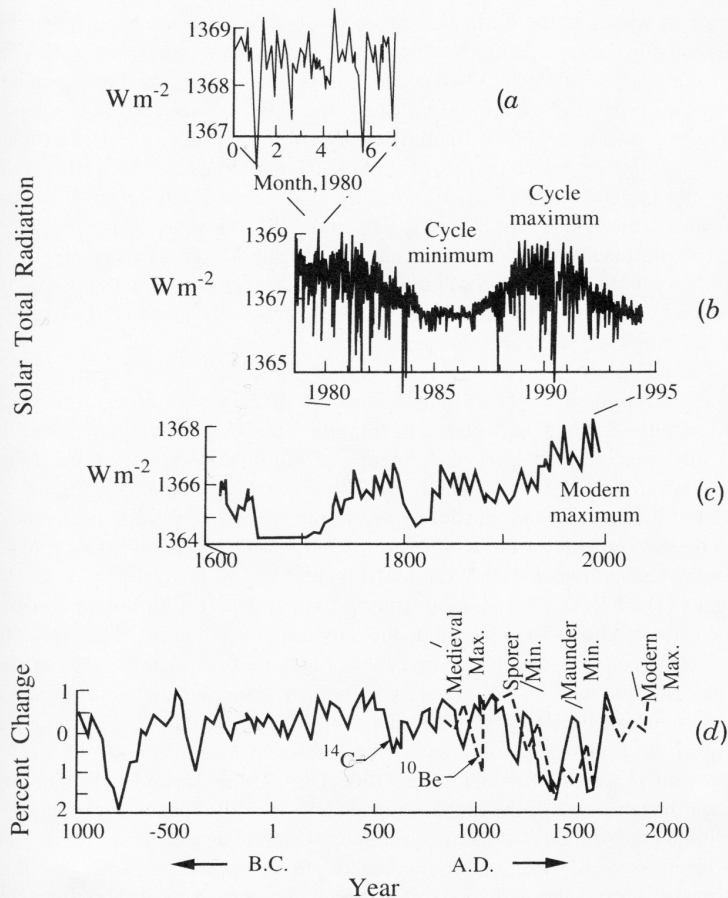 1369
1368
1367
W m-2
(a
0 2 4 6
Month,1980
Solar Total Radiation
Cycle maximum
Cycle minimum
1369
1367
1365
W m-2
(b
1980 1985 1990 1995
1368
1366
1364
W m-2
Modern maximum
(c)
1600 1800 2000
Medieval Max.
Sporer Min.
Maunder Min.
Modern Max.
Percent Change
1
0
1
2
14C
10Be
(d)
1000 -500 1 500 1000 1500 2000
B.C. A.D.
Year